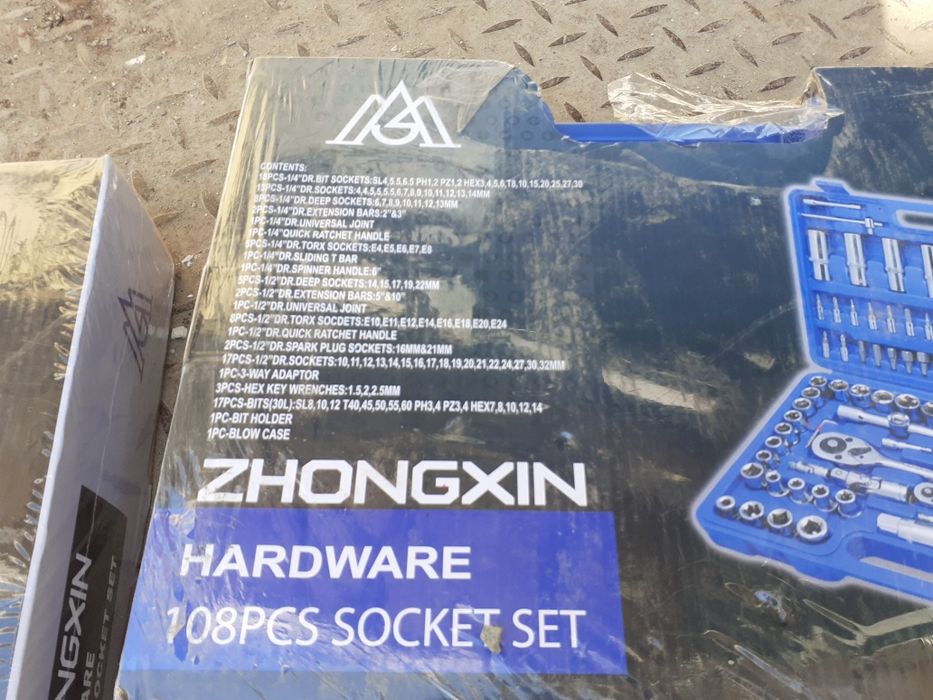 CONTENTS:
18PCS-1/4"DR.BIT SOCKETS:SL4,5.5,6.5 PH1,2 PZ1,2 HEX3,4,5,6,T8,10,15,20,25,27,30
13PCS-1/4"DR.SOCKETS:4,4.5,5,5.5,6,7,8,9,10,11,12,13,14MM
8PCS-1/4"DR.DEEP SOCKETS:6,7,8,9,10,11,12,13MM
2PCS-1/4"DR.EXTENSION BARS:2"&3"
1PC-1/4"DR.UNIVERSAL JOINT
1PC-1/4"QUICK RATCHET HANDLE
5PCS-1/4"DR.TORX SOCKETS:E4,E5,E6,E7,E8
1PC-1/4"DR.SLIDING T BAR
1PC-1/4"DR.SPINNER HANDLE:6"
5PCS-1/2"DR.DEEP SOCKETS:14,15,17,19,22MM
2PCS-1/2"DR.EXTENSION BARS:5"&10"
1PC-1/2"DR.UNIVERSAL JOINT
8PCS-1/2"DR.TORX SOCDETS:E10,E11,E12,E14,E16,E18,E20,E24
1PC-1/2"DR.QUICK RATCHET HANDLE
2PCS-1/2"DR.SPARK PLUG SOCKETS:16MM&21MM
17PCS-1/2"DR.SOCKETS:10,11,12,13,14,15,16,17,18,19,20,21,22,24,27,30,32MM
1PC-3-WAY ADAPTOR
3PCS-HEX KEY WRENCHES:1.5,2,2.5MM
17PCS-BITS(30L):SL8,10,12 T40,45,50,55,60 PH3,4 PZ3,4 HEX7,8,10,12,14
1PC-BIT HOLDER
1PC-BLOW CASE
ZHONGXIN
HARDWARE
108PCS SOCKET SET
NGXIN
ARE
OCKET SET